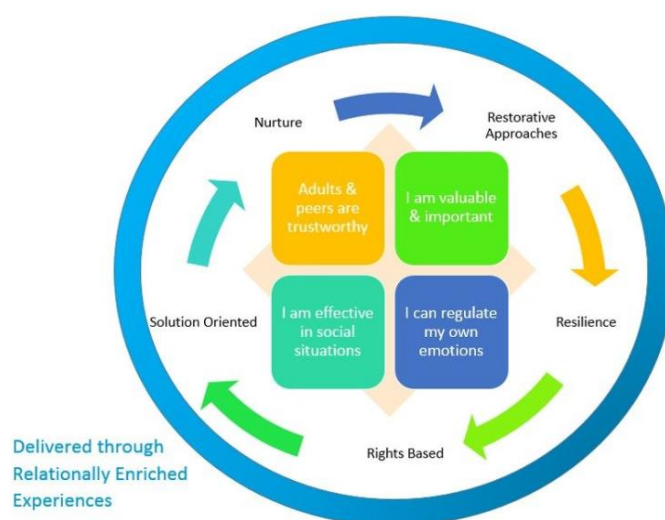 Nurture
Restorative
Approaches
Adults &
peers are
trustworthy
I am valuable
& important
Solution Oriented
I am effective
in social
situations
I can regulate
my own
emotions
Resilience
Rights Based
Delivered through
Relationally Enriched
Experiences